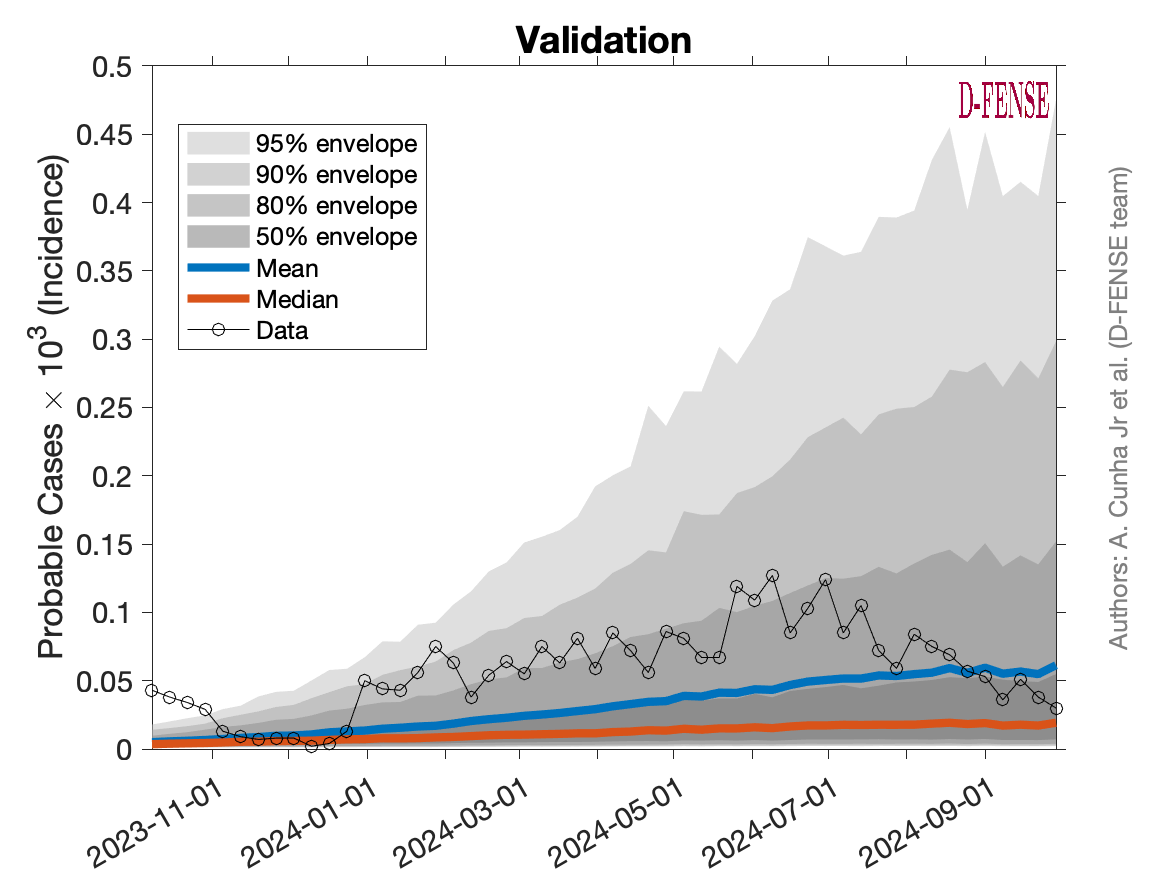 Validation
D-FENSE
0.5
0.45
0.4
0.35
0.3
0.25
0.2
0.15
0.1
0.05
0
Probable Cases × 10³ (Incidence)
95% envelope
90% envelope
80% envelope
50% envelope
Mean
Median
Data
2023-11-01
2024-01-01
2024-03-01
2024-05-01
2024-07-01
2024-09-01
Authors: A. Cunha Jr et al. (D-FENSE team)